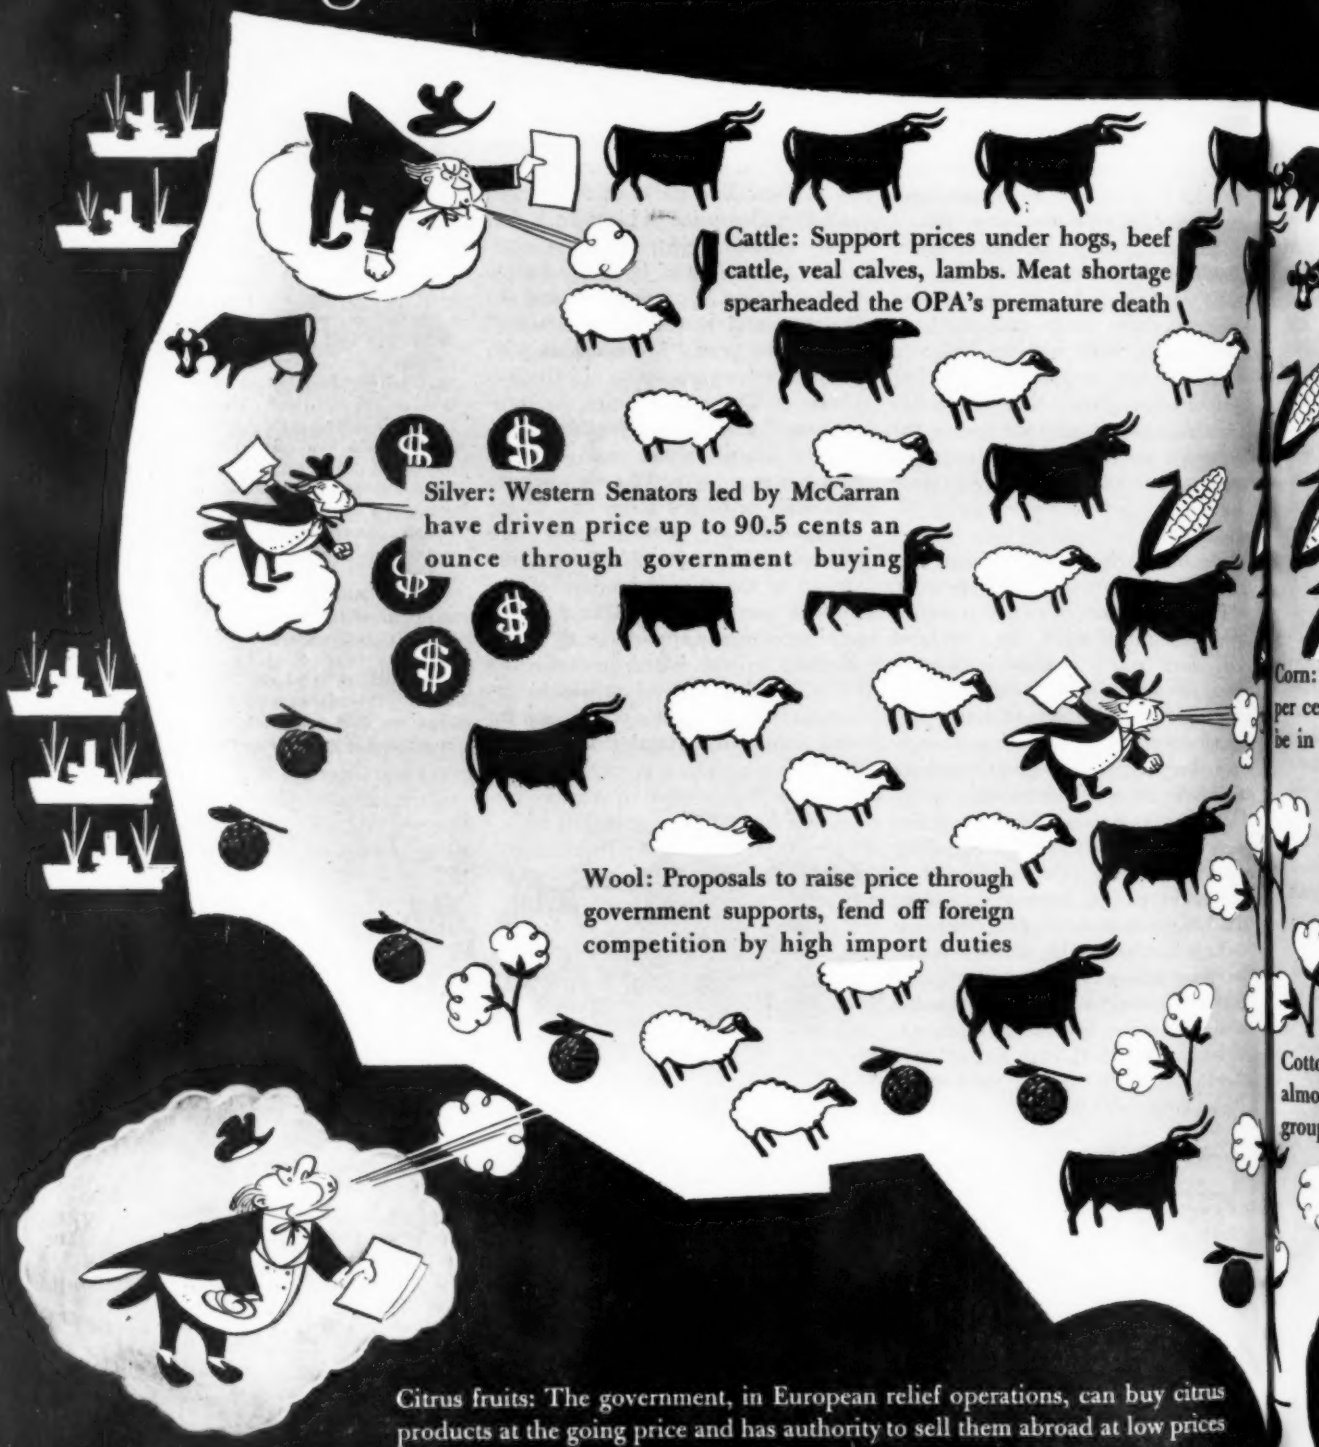 Cattle: Support prices under hogs, beef
cattle, veal calves, lambs. Meat shortage
spearheaded the OPA's premature death
Silver: Western Senators led by McCarran
have driven price up to 90.5 cents an
ounce through government buying
Corn:
per
be in
Wool: Proposals to raise price through
government supports, fend off foreign
competition by high import duties
Citrus fruits: The government, in European relief operations, can buy citrus
products at the going price and has authority to sell them abroad at low prices